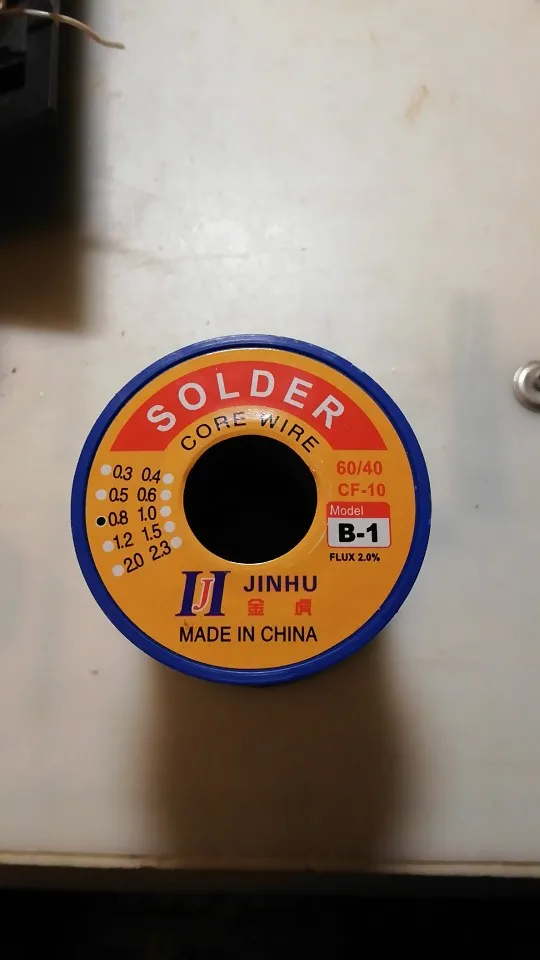 SOLDER
CORE WIRE
0.3 0.4
0.5 0.6
0.8 1.0
1.2 1.5
2.0 2.3
60/40
CF-10
Model
B-1
FLUX 2.0%
JINHU
金虎
MADE IN CHINA